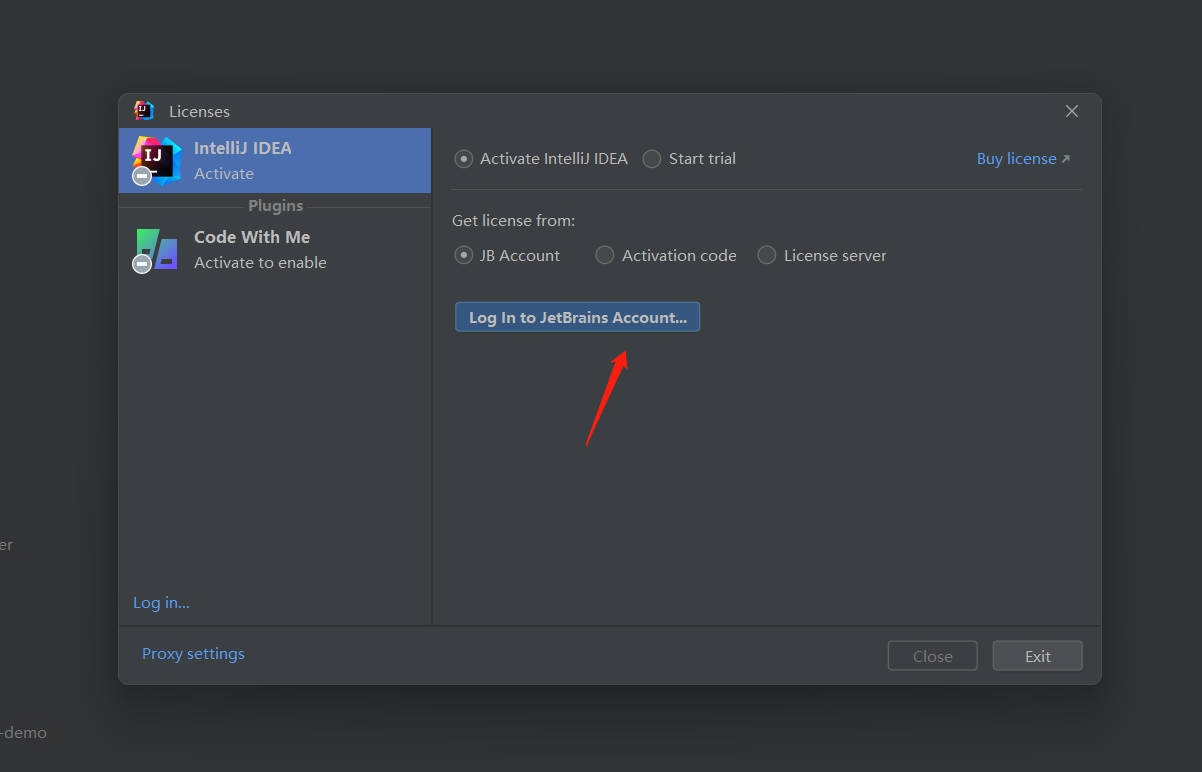 Licenses
IntelliJ IDEA
Activate
Plugins
Code With Me
Activate to enable
Log in...
Activate IntelliJ IDEA Start trial Buy license
Get license from:
JB Account Activation code License server
Log In to JetBrains Account...
Proxy settings
Close Exit
er
-demo
IJ
IJ